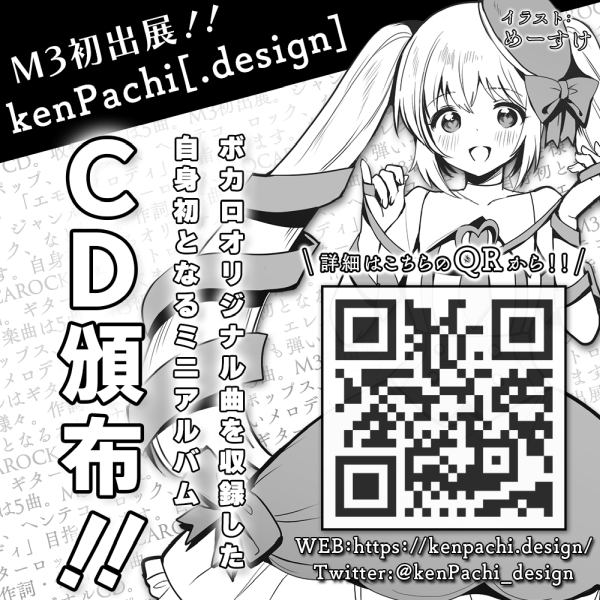 M3初出展!!
kenPachi[.design]
イラスト:
めーすけ
ボカロオリジナル曲を収録した
自身初となるミニアルバム
CD頒布!!
\詳細はこちらのQRから!!/
WEB:https://kenpachi.design/
Twitter:@kenPachi_design